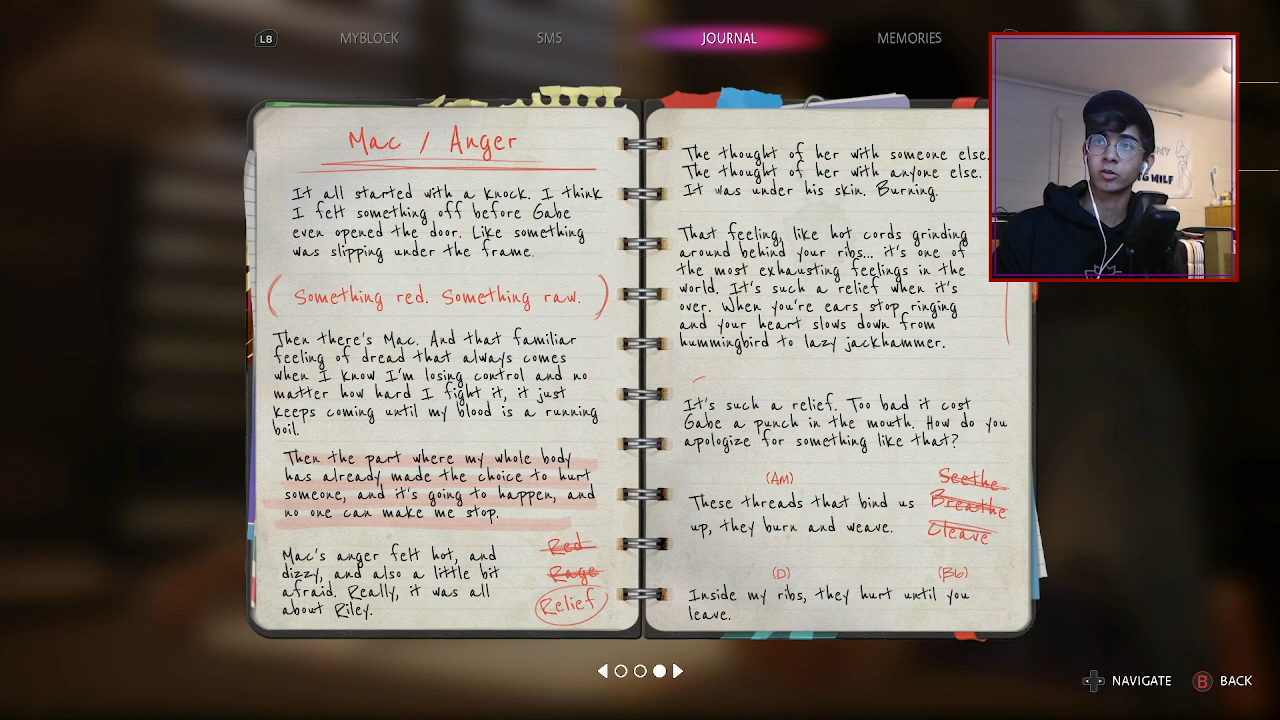 LB
MYBLOCK
SMS
JOURNAL
MEMORIES
Mac / Anger
It all started with a knock. I think
I felt something off before Gabe
even opened the door. Like something
was slipping under the frame.
(Something red. Something raw.)
Then there's Mac. And that familiar
feeling of dread that always comes
when I know I'm losing control and no
matter how hard I fight it, it just
keeps coming until my blood is a running
boil.
Then the part where my whole body
has already made the choice to hurt
someone, and it's going to happen, and
no one can make me stop.
Mac's anger felt hot, and
dizzy, and also a little bit
afraid. Really, it was all
about Riley.
Red
Rage
Relief
The thought of her with someone else.
The thought of her with anyone else.
It was under his skin. Burning.
That feeling, like hot cords grinding
around behind your ribs... it's one of
the most exhausting feelings in the
world. It's such a relief when it's
over. When you're ears stop ringing
and your heart slows down from
hummingbird to lazy jackhammer.
It's such a relief. Too bad it cost
Gabe a punch in the mouth. How do you
apologize for something like that?
(Am)
These threads that bind us
up, they burn and weave.
Seethe
Breathe
Cleave
(D)
(Bb)
Inside my ribs, they hurt until you
leave.
MILF
NAVIGATE
B BACK